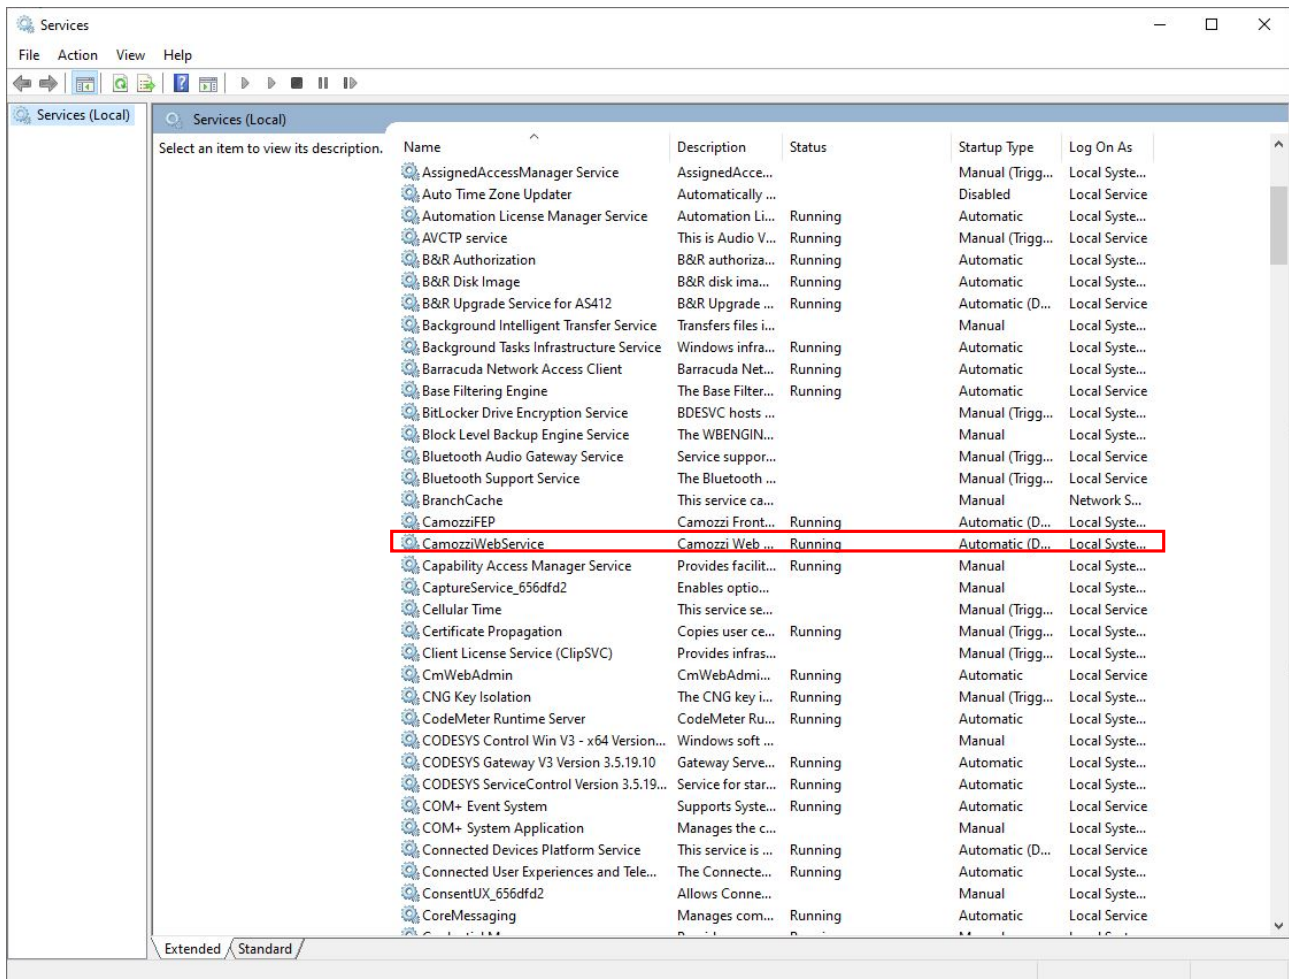 Services
File Action View Help
Services (Local)
Services (Local)
Select an item to view its description.
Name Description Status Startup Type Log On As
AssignedAccessManager Service AssignedAcce... Manual (Trigg... Local Syste...
Auto Time Zone Updater Automatically ... Disabled Local Service
Automation License Manager Service Automation Li... Running Automatic Local Syste...
AVCTP service This is Audio V... Running Manual (Trigg... Local Service
B&R Authorization B&R authoriza... Running Automatic Local Syste...
B&R Disk Image B&R disk ima... Running Automatic Local Syste...
B&R Upgrade Service for AS412 B&R Upgrade ... Running Automatic (D... Local Service
Background Intelligent Transfer Service Transfers files i... Manual Local Syste...
Background Tasks Infrastructure Service Windows infra... Running Automatic Local Syste...
Barracuda Network Access Client Barracuda Net... Running Automatic Local Syste...
Base Filtering Engine The Base Filter... Running Automatic Local Service
BitLocker Drive Encryption Service BDESVC hosts ... Manual (Trigg... Local Syste...
Block Level Backup Engine Service The WBENGIN... Manual Local Syste...
Bluetooth Audio Gateway Service Service suppor... Manual (Trigg... Local Service
Bluetooth Support Service The Bluetooth ... Manual (Trigg... Local Service
BranchCache This service ca... Manual Network S...
CamozziFEP Camozzi Front... Running Automatic (D... Local Syste...
CamozziWebService Camozzi Web ... Running Automatic (D... Local Syste...
Capability Access Manager Service Provides facilit... Running Manual Local Syste...
CaptureService_656dfd2 Enables optio... Manual Local Syste...
Cellular Time This service se... Manual (Trigg... Local Service
Certificate Propagation Copies user ce... Running Manual (Trigg... Local Syste...
Client License Service (ClipSVC) Provides infras... Manual (Trigg... Local Syste...
CmWebAdmin CmWebAdmi... Running Automatic Local Service
CNG Key Isolation The CNG key i... Running Manual (Trigg... Local Syste...
CodeMeter Runtime Server CodeMeter Ru... Running Automatic Local Syste...
CODESYS Control Win V3 - x64 Version... Windows soft ... Manual Local Syste...
CODESYS Gateway V3 Version 3.5.19.10 Gateway Serve... Running Automatic Local Syste...
CODESYS ServiceControl Version 3.5.19... Service for star... Running Automatic Local Syste...
COM+ Event System Supports Syste... Running Automatic Local Service
COM+ System Application Manages the c... Manual Local Syste...
Connected Devices Platform Service This service is ... Running Automatic (D... Local Service
Connected User Experiences and Tele... The Connecte... Running Automatic Local Syste...
ConsentUX_656dfd2 Allows Conne... Manual Local Syste...
CoreMessaging Manages com... Running Automatic Local Service
Extended Standard